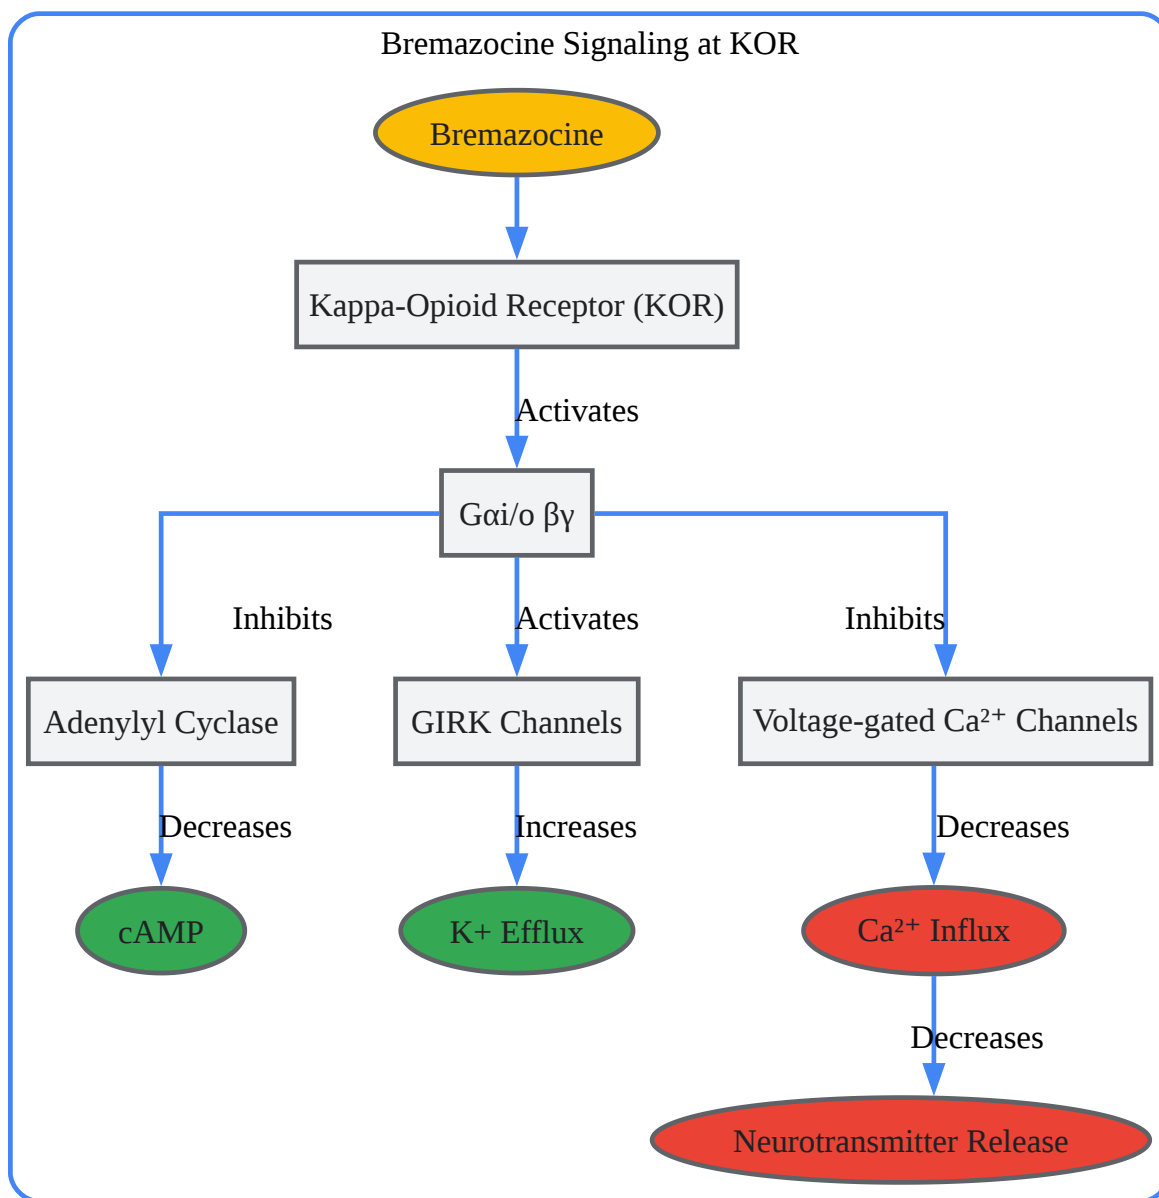 Bremazocine Signaling at KOR
Bremazocine
Kappa-Opioid Receptor (KOR)
Activates
Gαi/o βγ
Inhibits
Activates
Inhibits
Adenylyl Cyclase
GIRK Channels
Voltage-gated Ca²⁺ Channels
Decreases
Increases
Decreases
cAMP
K+ Efflux
Ca²⁺ Influx
Decreases
Neurotransmitter Release